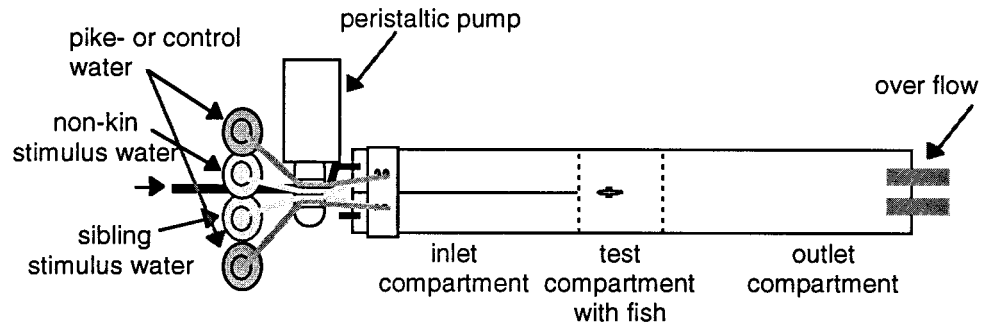 peristaltic pump
pike- or control
water
over flow
non-kin
stimulus water
sibling
stimulus water
inlet
compartment
test
compartment
with fish
outlet
compartment